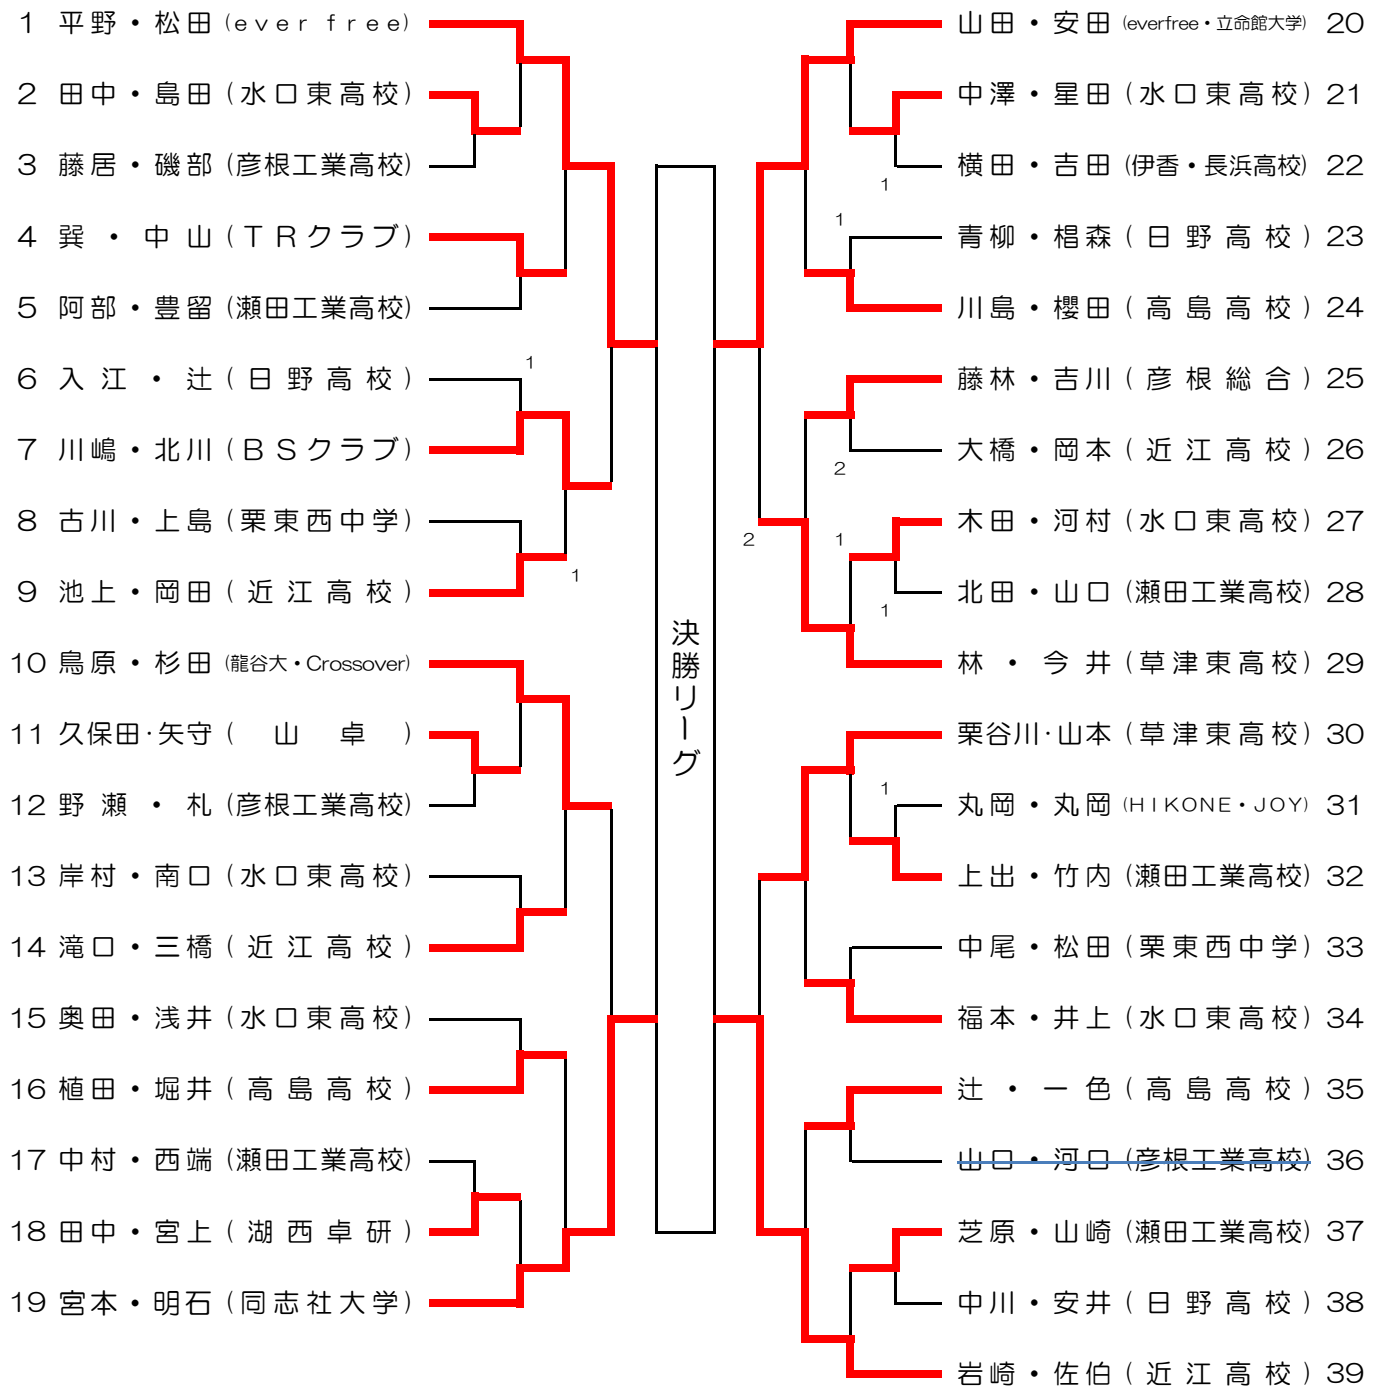 1 平野・松田 (ever free)
2 田中・島田 (水口東高校)
3 藤居・磯部 (彦根工業高校)
4 巽・中山 (TRクラブ)
5 阿部・豊留 (瀬田工業高校)
1
6 入江・辻 (日野高校)
7 川嶋・北川 (BSクラブ)
8 古川・上島 (栗東西中学)
1
9 池上・岡田 (近江高校)
10 鳥原・杉田 (龍谷大・Crossover)
11 久保田・矢守 (山卓)
12 野瀬・札 (彦根工業高校)
13 岸村・南口 (水口東高校)
14 滝口・三橋 (近江高校)
15 奥田・浅井 (水口東高校)
16 植田・堀井 (高島高校)
17 中村・西端 (瀬田工業高校)
18 田中・宮上 (湖西卓研)
19 宮本・明石 (同志社大学)
決勝リーグ
山田・安田 (everfree・立命館大学) 20
中澤・星田 (水口東高校) 21
横田・吉田 (伊香・長浜高校) 22
1
1
青柳・椙森 (日野高校) 23
川島・櫻田 (高島高校) 24
藤林・吉川 (彦根総合) 25
大橋・岡本 (近江高校) 26
2
木田・河村 (水口東高校) 27
2
1
北田・山口 (瀬田工業高校) 28
1
林・今井 (草津東高校) 29
栗谷川・山本 (草津東高校) 30
1
丸岡・丸岡 (HIKONE・JOY) 31
上出・竹内 (瀬田工業高校) 32
中尾・松田 (栗東西中学) 33
福本・井上 (水口東高校) 34
辻・一色 (高島高校) 35
山口・河口 (彦根工業高校) 36
芝原・山崎 (瀬田工業高校) 37
中川・安井 (日野高校) 38
岩崎・佐伯 (近江高校) 39